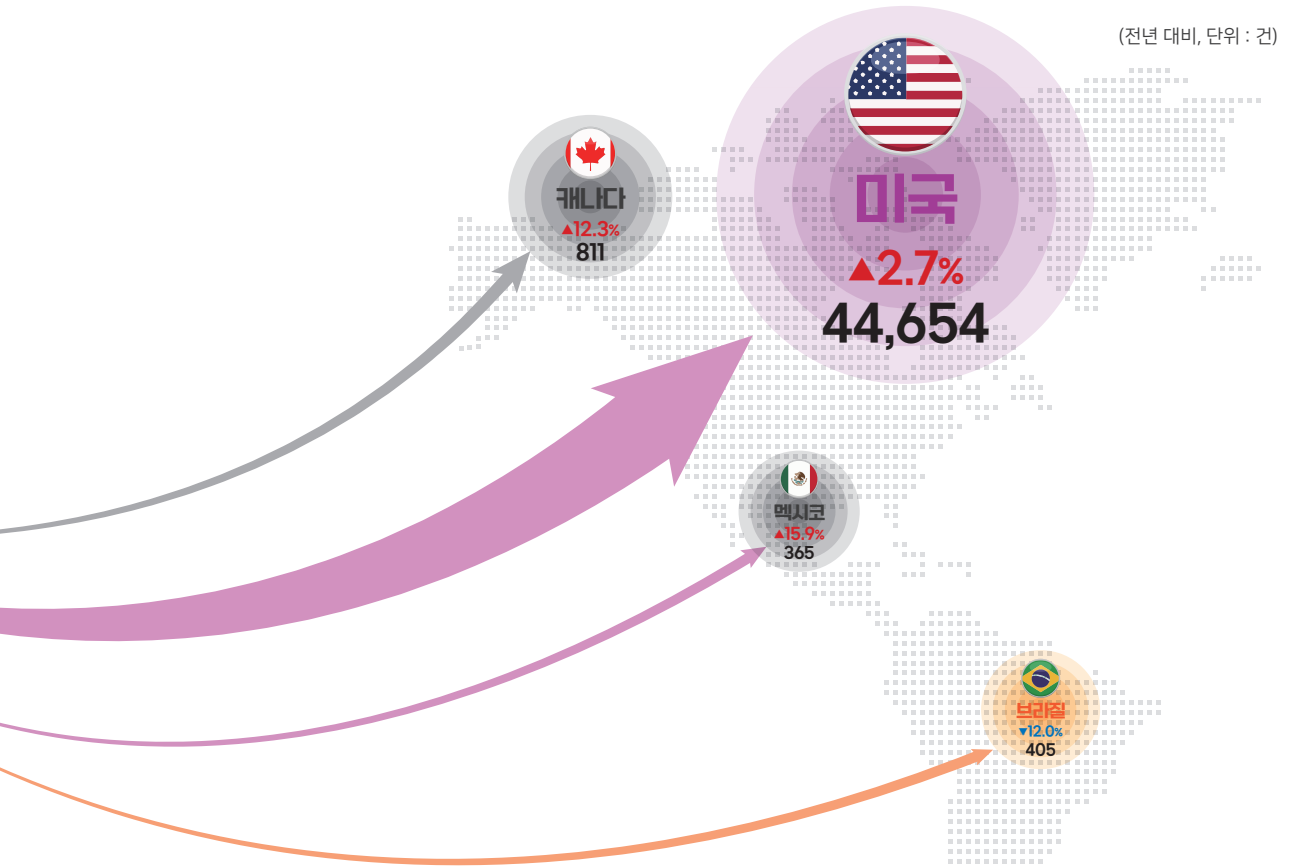 (전년 대비, 단위 : 건)
캐나다
▲12.3%
811
미국
▲2.7%
44,654
멕시코
▲15.9%
365
브라질
▼12.0%
405